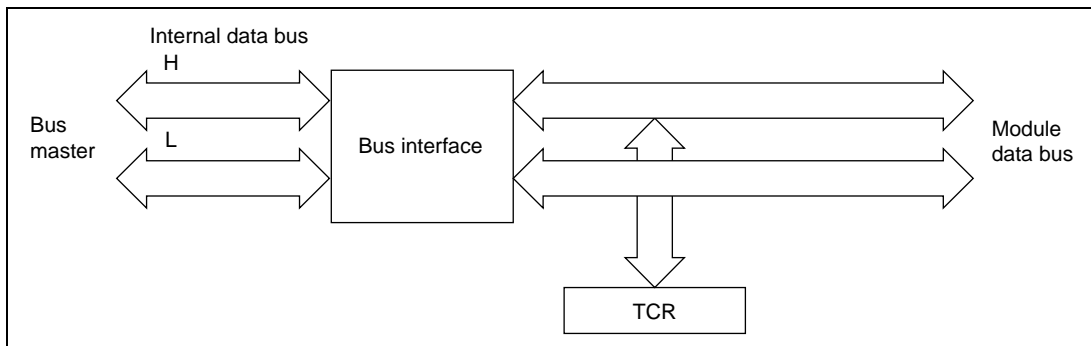 Internal data bus
H
Bus
master
L
Bus interface
Module
data bus
TCR